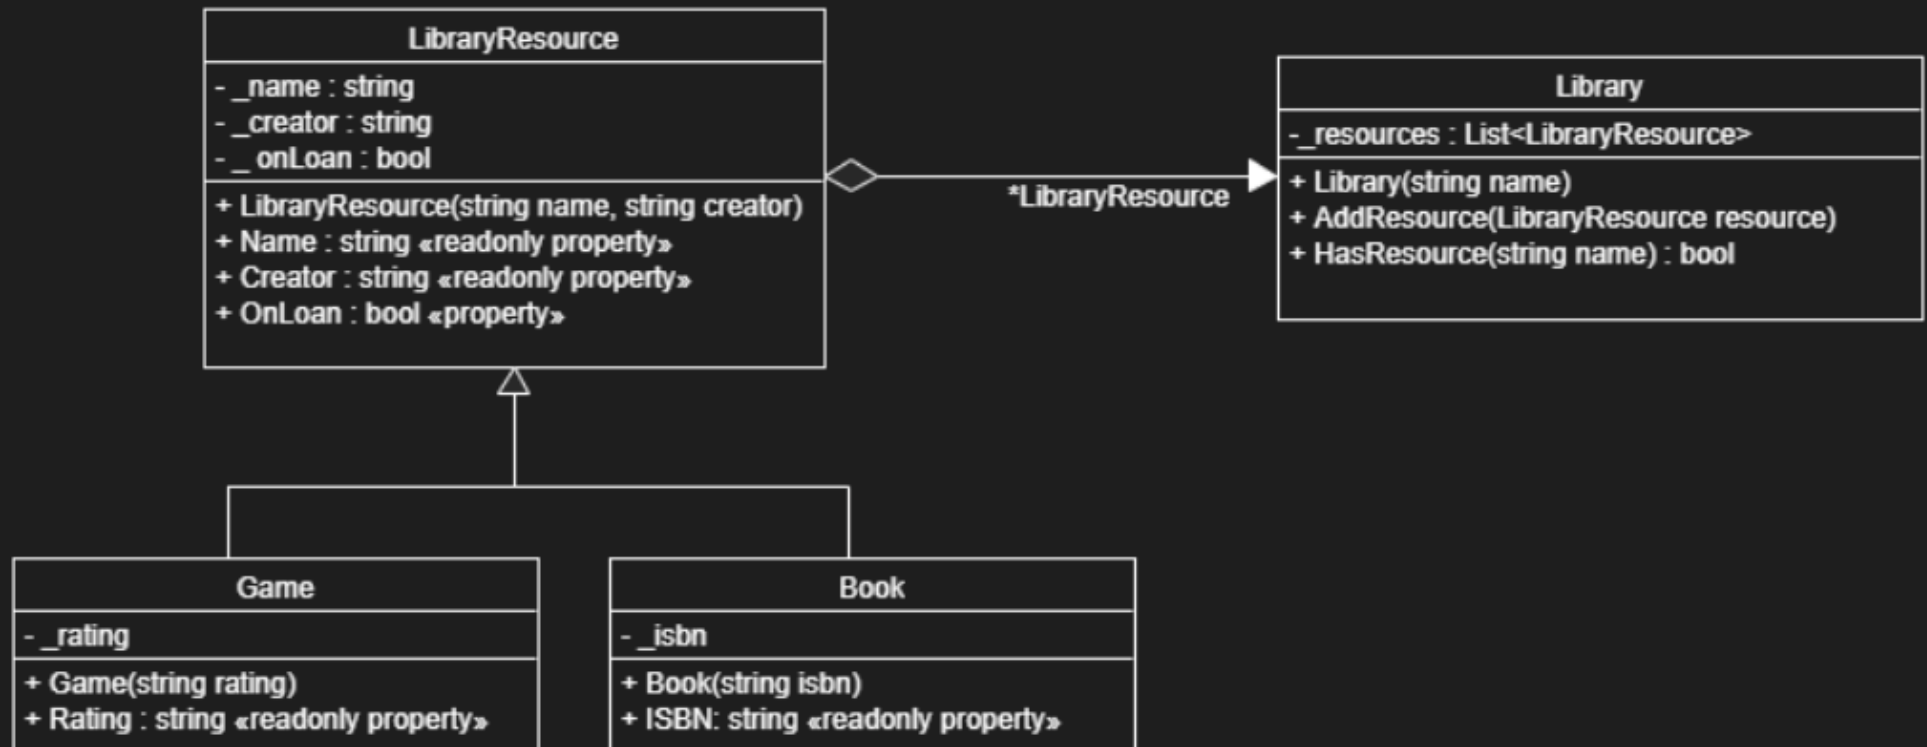 LibraryResource
- _name : string
- _creator : string
- _ onLoan : bool
+ LibraryResource(string name, string creator)
+ Name : string «readonly property»
+ Creator : string «readonly property»
+ OnLoan : bool «property»
*LibraryResource
Library
-_resources : List<LibraryResource>
+ Library(string name)
+ AddResource(LibraryResource resource)
+ HasResource(string name) : bool
Game
- _rating
+ Game(string rating)
+ Rating : string «readonly property»
Book
- _isbn
+ Book(string isbn)
+ ISBN: string «readonly property»